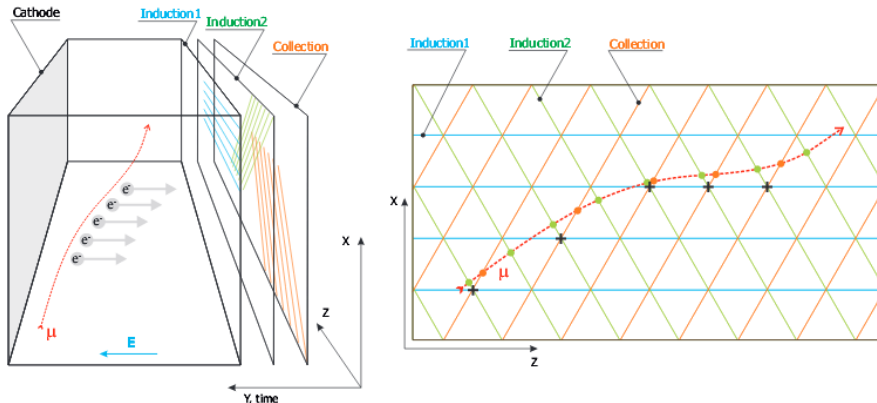 Cathode
Induction1
Induction2
Collection
e-
e-
e-
e-
e-
μ
E
X
Z
Y, time
Induction1
Induction2
Collection
X
μ
Z